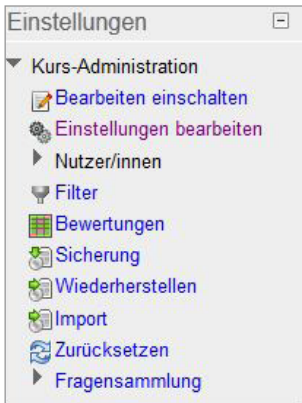 Einstellungen
Kurs-Administration
Bearbeiten einschalten
Einstellungen bearbeiten
Nutzer/innen
Filter
Bewertungen
Sicherung
Wiederherstellen
Import
Zurücksetzen
Fragensammlung